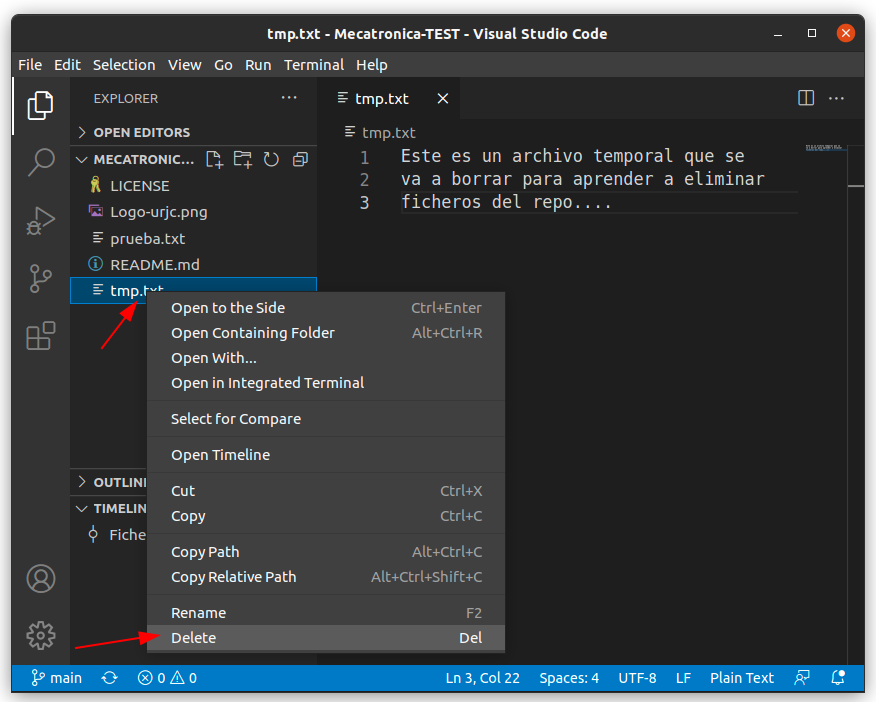 tmp.txt - Mecatronica-TEST - Visual Studio Code
File Edit Selection View Go Run Terminal Help
EXPLORER
tmp.txt
OPEN EDITORS
tmp.txt
MECATRONIC...
1 Este es un archivo temporal que se
2 va a borrar para aprender a eliminar
3 ficheros del repo....
LICENSE
Logo-urjc.png
prueba.txt
README.md
tmp.txt
Open to the Side Ctrl+Enter
Open Containing Folder Alt+Ctrl+R
Open With...
Open in Integrated Terminal
Select for Compare
Open Timeline
Cut Ctrl+X
Copy Ctrl+C
Copy Path Alt+Ctrl+C
Copy Relative Path Alt+Ctrl+Shift+C
Rename F2
Delete Del
OUTLIN
TIMELIN
Fiche
main 0 0 Ln 3, Col 22 Spaces: 4 UTF-8 LF Plain Text